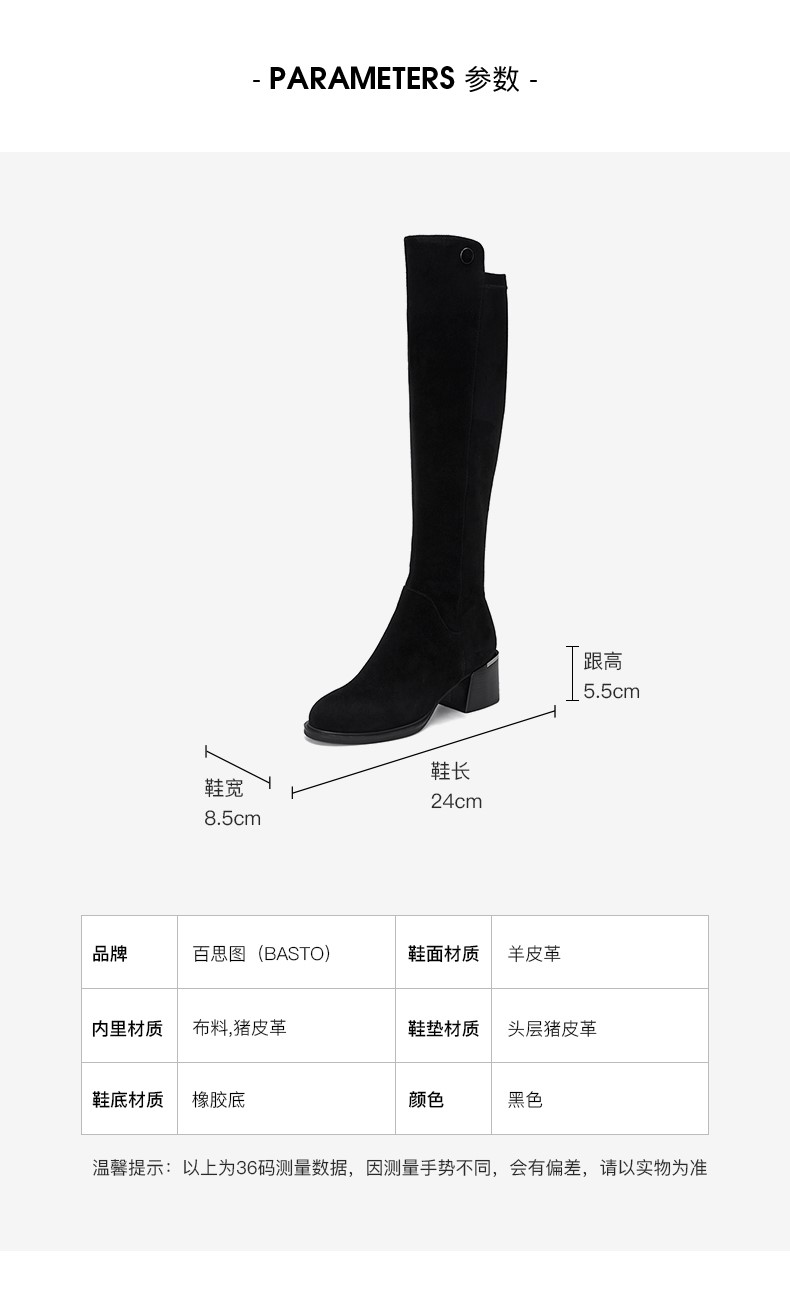 - PARAMETERS 参数 -
跟高
5.5cm
鞋长
24cm
鞋宽
8.5cm
品牌 百思图（BASTO） 鞋面材质 羊皮革
内里材质 布料,猪皮革 鞋垫材质 头层猪皮革
鞋底材质 橡胶底 颜色 黑色
温馨提示：以上为36码测量数据，因测量手势不同，会有偏差，请以实物为准